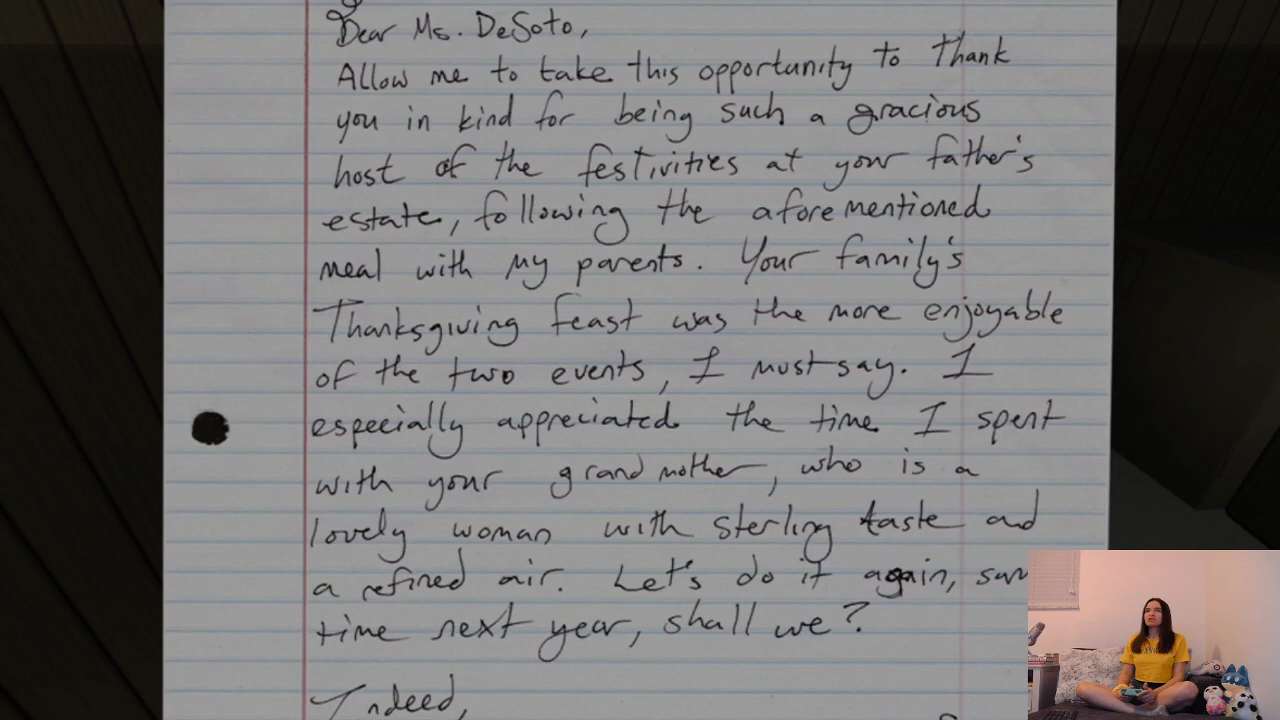 Dear Ms. DeSoto,
Allow me to take this opportunity to thank
you in kind for being such a gracious
host of the festivities at your father's
estate, following the aforementioned
meal with my parents. Your family's
Thanksgiving feast was the more enjoyable
of the two events, I must say. I
especially appreciated the time I spent
with your grandmother, who is a
lovely woman with sterling taste and
a refined air. Let's do it again,
time next year, shall we?
Indeed,